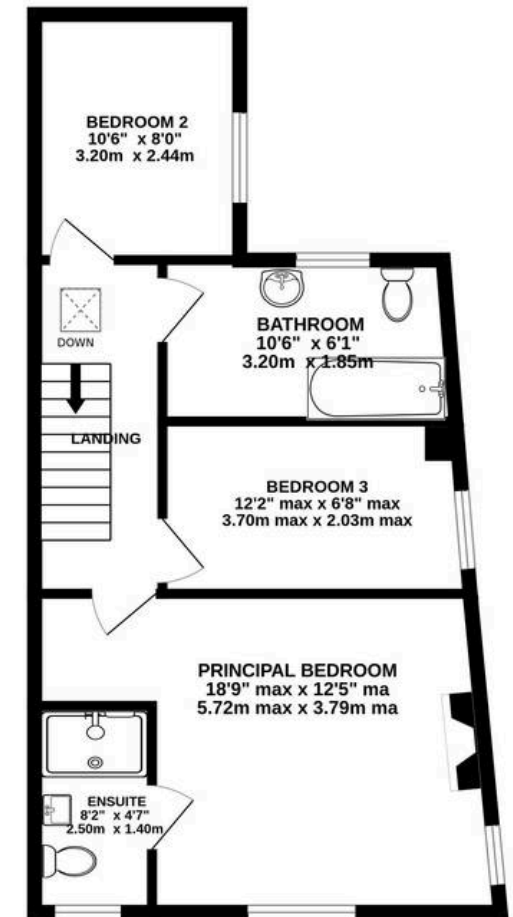 BEDROOM 2
10'6" x 8'0"
3.20m x 2.44m
DOWN
BATHROOM
10'6" x 6'1"
3.20m x 1.85m
LANDING
BEDROOM 3
12'2" max x 6'8" max
3.70m max x 2.03m max
PRINCIPAL BEDROOM
18'9" max x 12'5" ma
5.72m max x 3.79m ma
ENSUITE
8'2" x 4'7"
2.50m x 1.40m